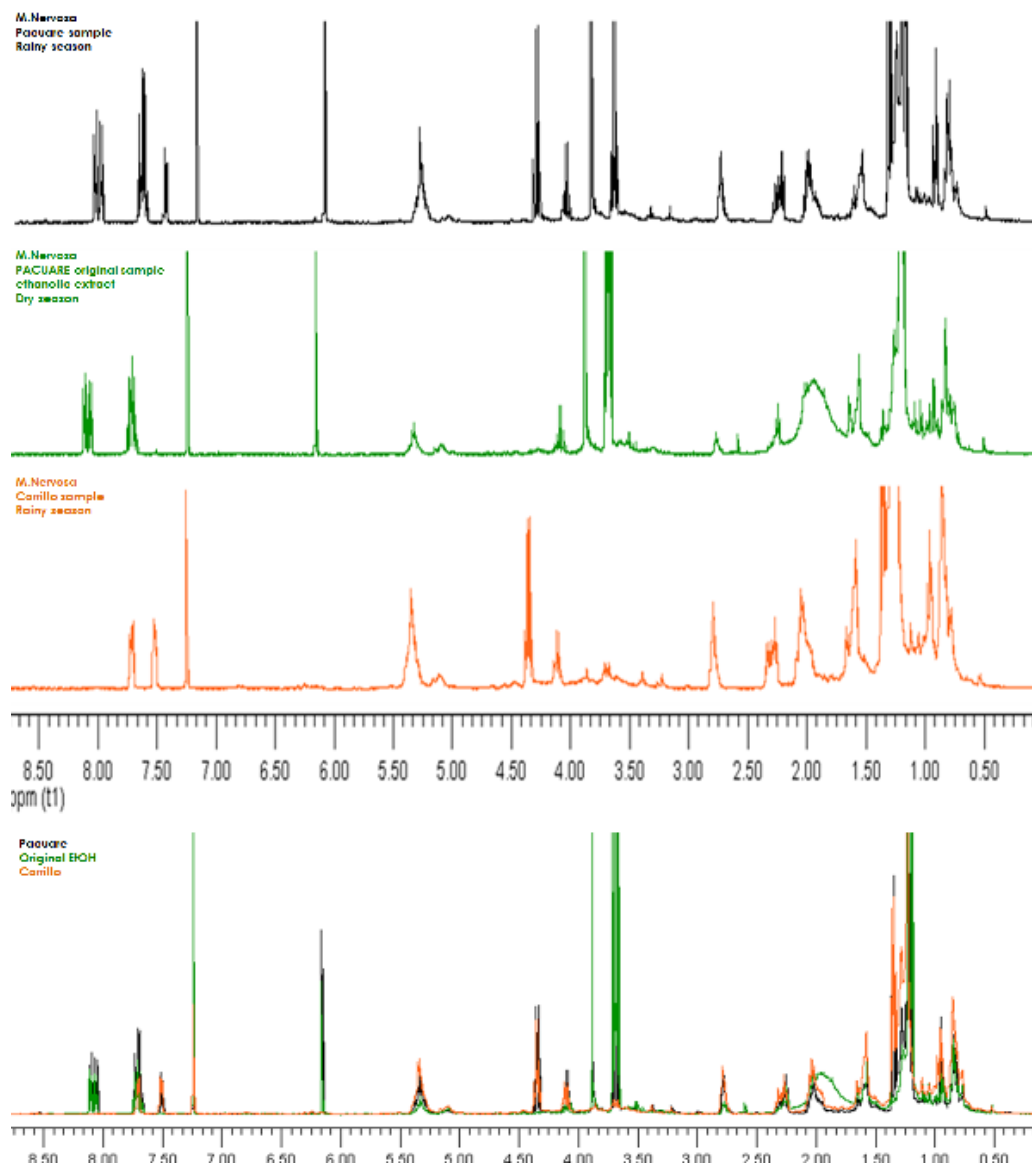 M.Nervosa
Pacuare sample
Rainy season
M.Nervosa
PACUARE original sample
ethanolic extract
Dry season
M.Nervosa
Carrillo sample
Rainy season
8.50 8.00 7.50 7.00 6.50 6.00 5.50 5.00 4.50 4.00 3.50 3.00 2.50 2.00 1.50 1.00 0.50
ppm (t1)
Pacuare
Original EtOH
Carrillo
8.50 8.00 7.50 7.00 6.50 6.00 5.50 5.00 4.50 4.00 3.50 3.00 2.50 2.00 1.50 1.00 0.50